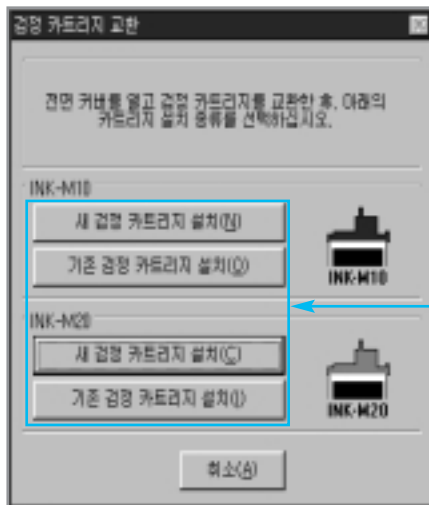 검정 카트리지 교환
전면 커버를 열고 검정 카트리지를 교환한 후, 아래의
카트리지 설치 종류를 선택하십시오.
INK-M10
새 검정 카트리지 설치(N)
기존 검정 카트리지 설치(O)
INK-M10
INK-M20
새 검정 카트리지 설치(C)
기존 검정 카트리지 설치(I)
INK-M20
취소(A)